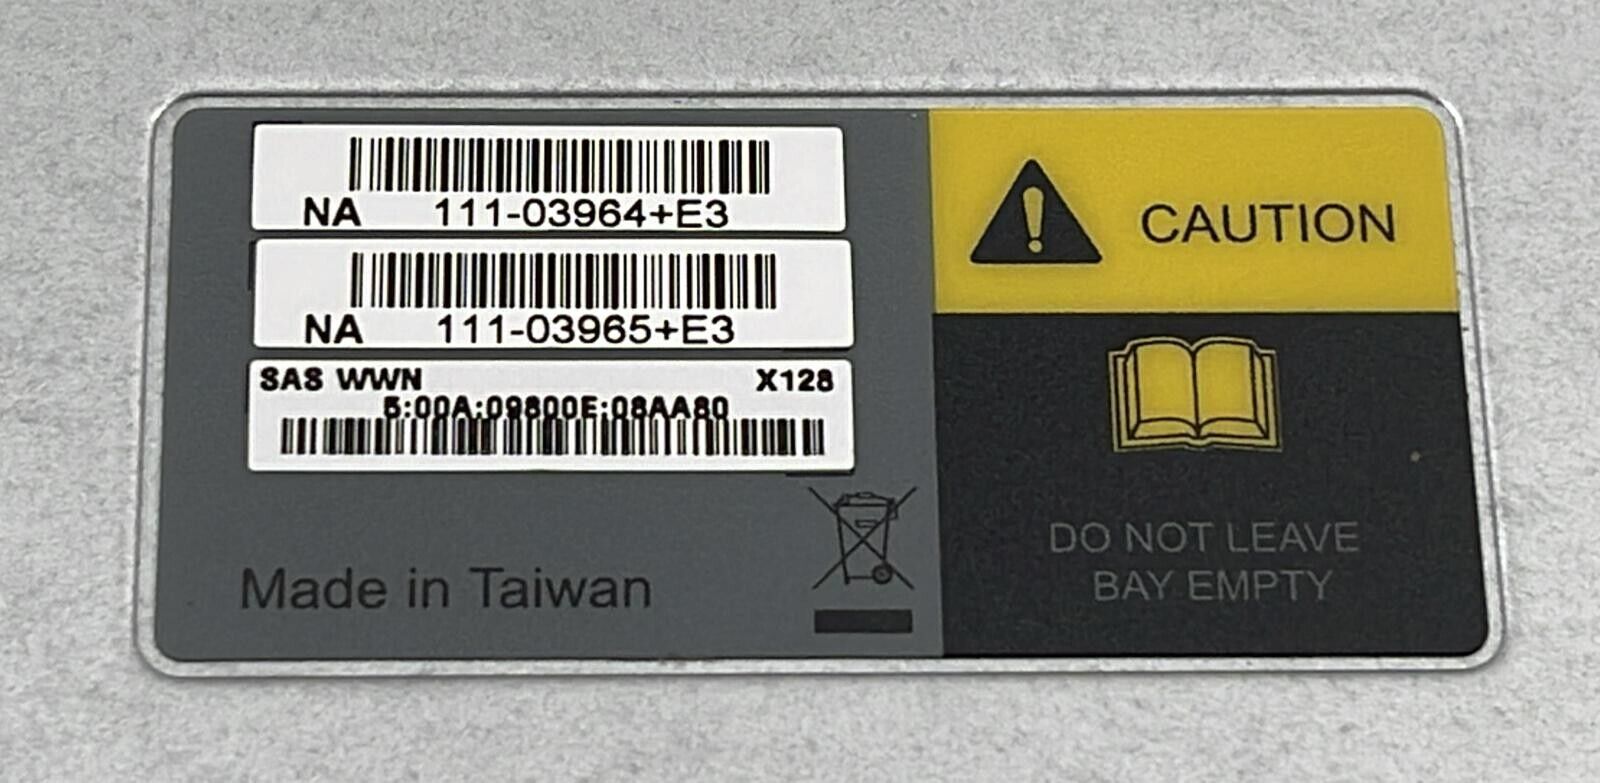 NA 111-03964+E3
NA 111-03965+E3
SAS WWN X128
5:00A:09800E:08AA80
Made in Taiwan
CAUTION
DO NOT LEAVE
BAY EMPTY